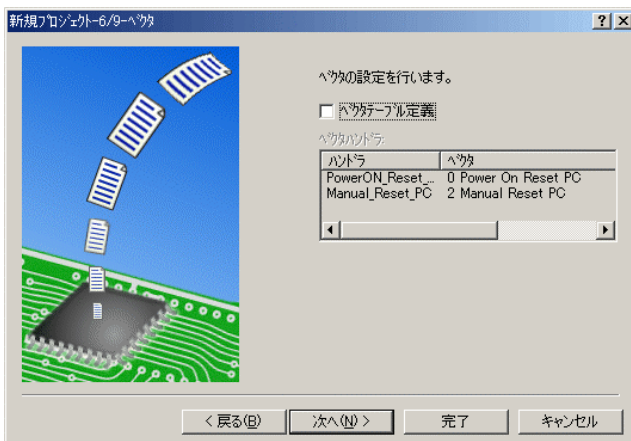 新規ﾌﾟﾛｼﾞｪｸﾄ-6/9-ﾍﾞｸﾀ
ﾍﾞｸﾀの設定を行います。
ﾍﾞｸﾀﾃｰﾌﾞﾙ定義
ﾍﾞｸﾀﾊﾝﾄﾞﾗ:
ﾊﾝﾄﾞﾗ ﾍﾞｸﾀ
PowerON_Reset_... 0 Power On Reset PC
Manual_Reset_PC 2 Manual Reset PC
< 戻る(B) 次へ(N) > 完了 ｷｬﾝｾﾙ